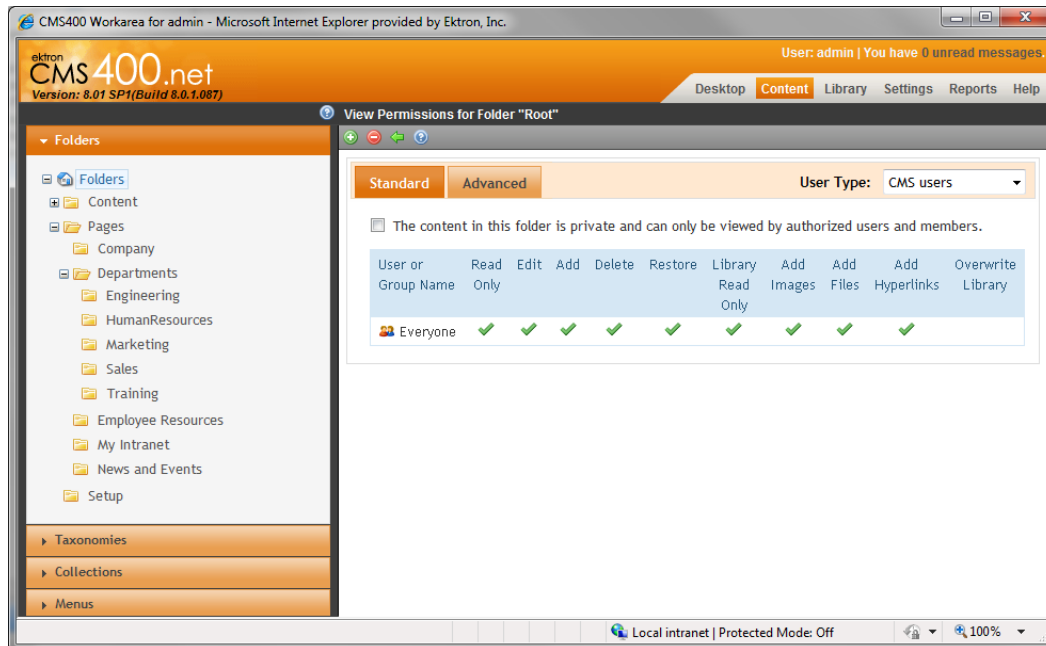 CMS400 Workarea for admin - Microsoft Internet Explorer provided by Ektron, Inc.
User: admin | You have 0 unread messages.
ektron
CMS400.net
Version: 8.01 SP1(Build 8.0.1.087)
Desktop Content Library Settings Reports Help
View Permissions for Folder "Root"
Folders
Folders
Content
Pages
Company
Departments
Engineering
HumanResources
Marketing
Sales
Training
Employee Resources
My Intranet
News and Events
Setup
Taxonomies
Collections
Menus
Standard Advanced User Type: CMS users
The content in this folder is private and can only be viewed by authorized users and members.
User or Group Name Read Only Edit Add Delete Restore Library Read Only Add Images Add Files Add Hyperlinks Overwrite Library
Everyone
Local intranet | Protected Mode: Off 100%